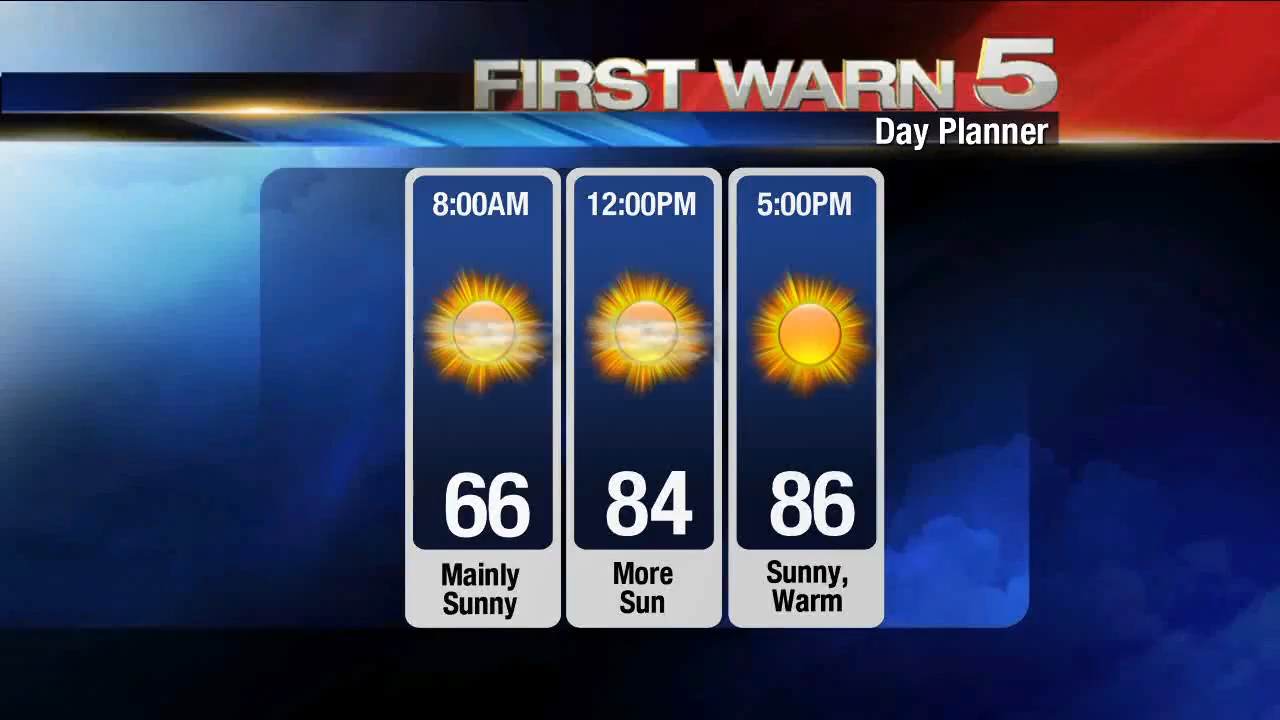 FIRST WARN 5
Day Planner
8:00AM
66
Mainly
Sunny
12:00PM
84
More
Sun
5:00PM
86
Sunny,
Warm